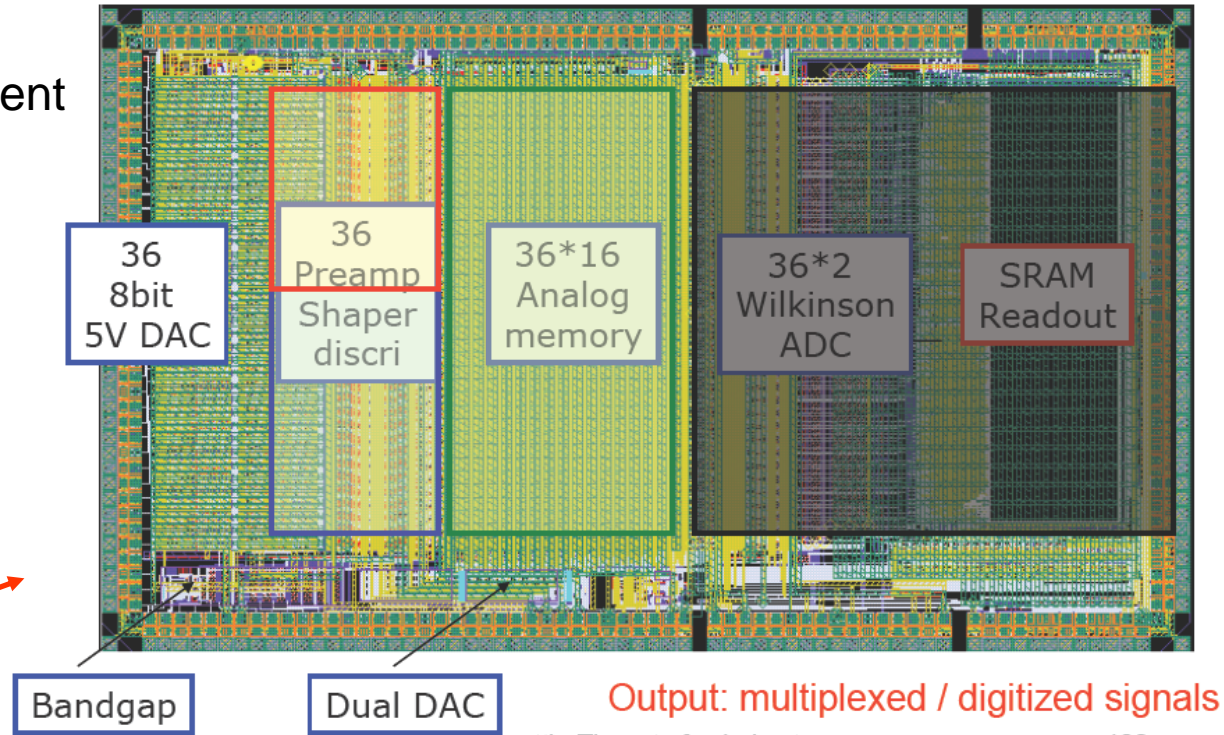 ent
36
8bit
5V DAC
36
Preamp
Shaper
discri
36*16
Analog
memory
36*2
Wilkinson
ADC
SRAM
Readout
Bandgap
Dual DAC
Output: multiplexed / digitized signals